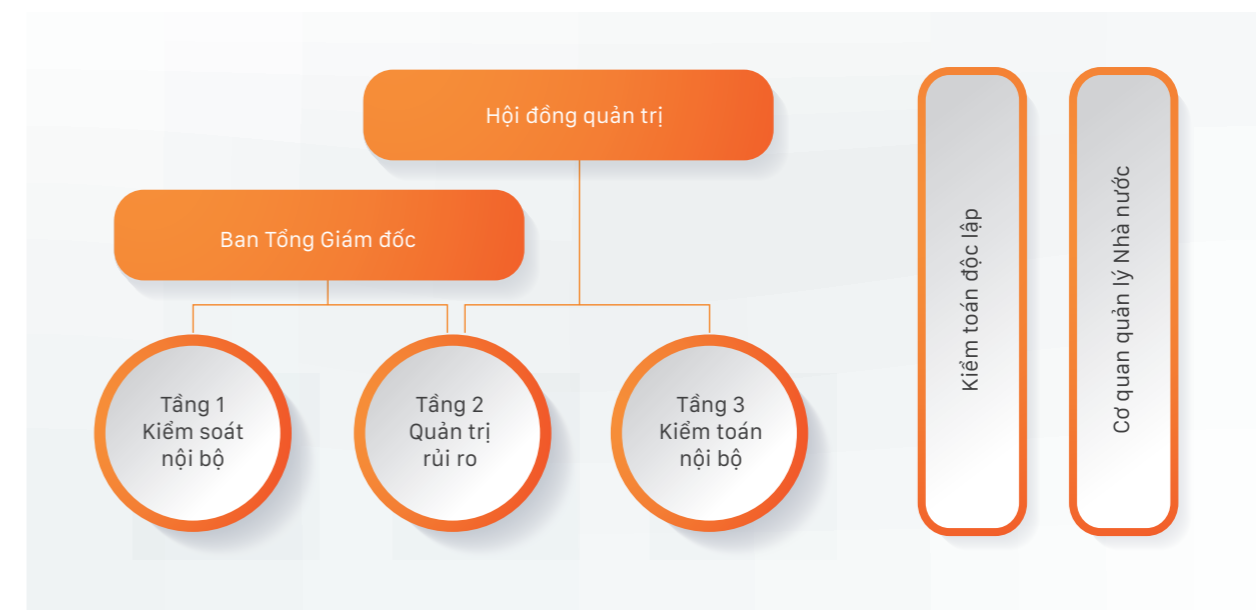 Hội đồng quản trị
Ban Tổng Giám đốc
Tầng 1
Kiểm soát
nội bộ
Tầng 2
Quản trị
rủi ro
Tầng 3
Kiểm toán
nội bộ
Kiểm toán độc lập
Cơ quan quản lý Nhà nước